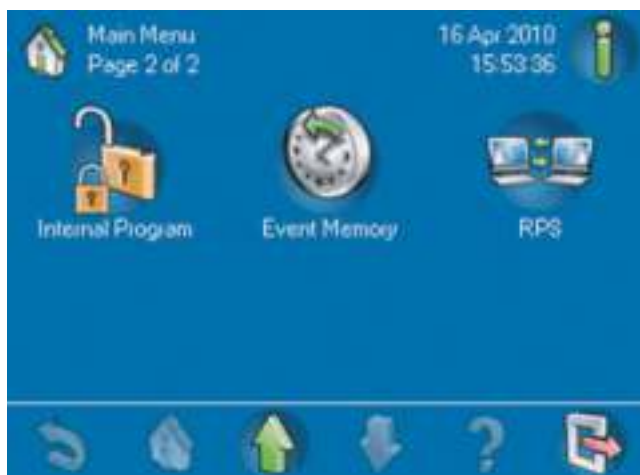 Main Menu
Page 2 of 2
16 Apr 2010
15:53:36
Internal Program
Event Memory
RPS